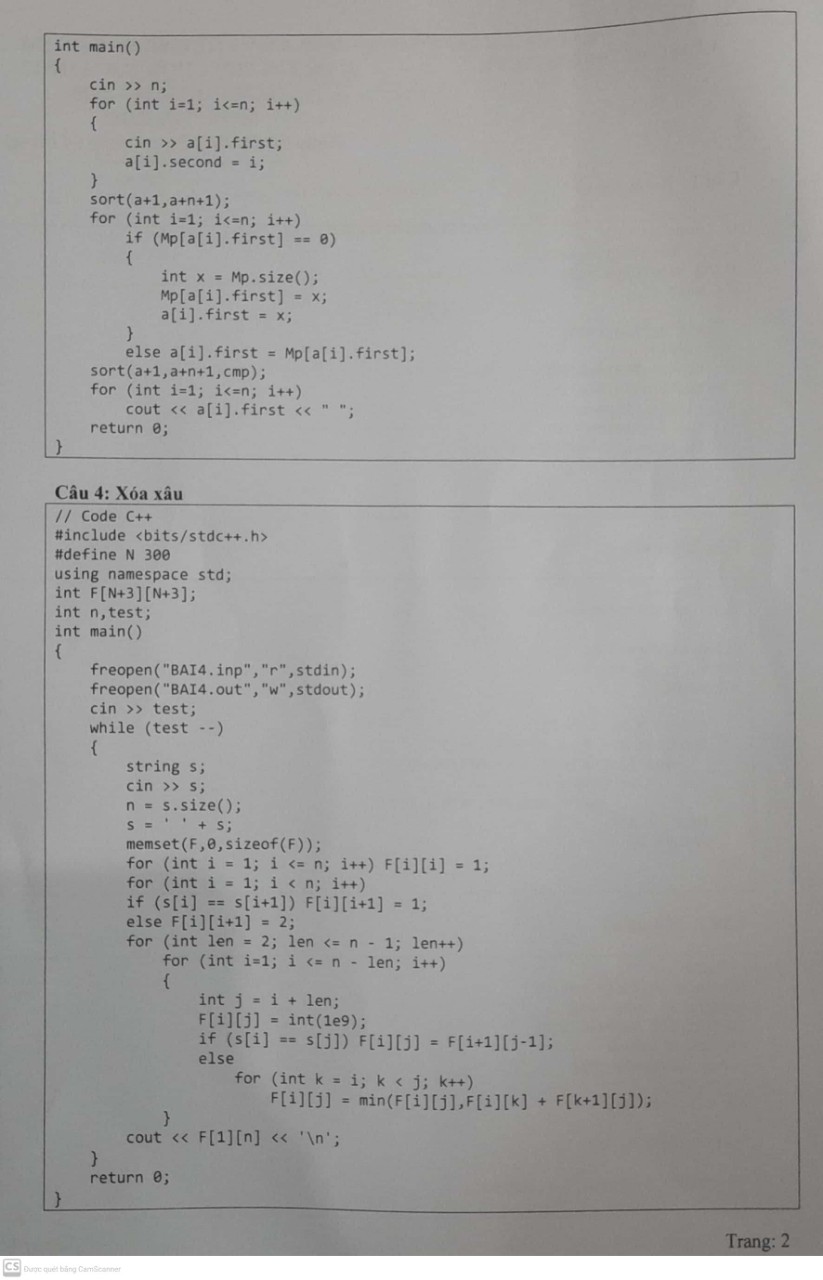 int main()
{
    cin >> n;
    for (int i=1; i<=n; i++)
    {
        cin >> a[i].first;
        a[i].second = i;
    }
    sort(a+1,a+n+1);
    for (int i=1; i<=n; i++)
        if (Mp[a[i].first] == 0)
        {
            int x = Mp.size();
            Mp[a[i].first] = x;
            a[i].first = x;
        }
        else a[i].first = Mp[a[i].first];
    sort(a+1,a+n+1,cmp);
    for (int i=1; i<=n; i++)
        cout << a[i].first << " ";
    return 0;
}
Câu 4: Xóa xâu
// Code C++
#include <bits/stdc++.h>
#define N 300
using namespace std;
int F[N+3][N+3];
int n,test;
int main()
{
    freopen("BAI4.inp","r",stdin);
    freopen("BAI4.out","w",stdout);
    cin >> test;
    while (test --)
    {
        string s;
        cin >> s;
        n = s.size();
        s = ' ' + s;
        memset(F,0,sizeof(F));
        for (int i = 1; i <= n; i++) F[i][i] = 1;
        for (int i = 1; i < n; i++)
        if (s[i] == s[i+1]) F[i][i+1] = 1;
        else F[i][i+1] = 2;
        for (int len = 2; len <= n - 1; len++)
            for (int i=1; i <= n - len; i++)
            {
                int j = i + len;
                F[i][j] = int(1e9);
                if (s[i] == s[j]) F[i][j] = F[i+1][j-1];
                else
                    for (int k = i; k < j; k++)
                        F[i][j] = min(F[i][j],F[i][k] + F[k+1][j]);
            }
        cout << F[1][n] << '\n';
    }
    return 0;
}
Trang: 2
CS Được quét bằng CamScanner